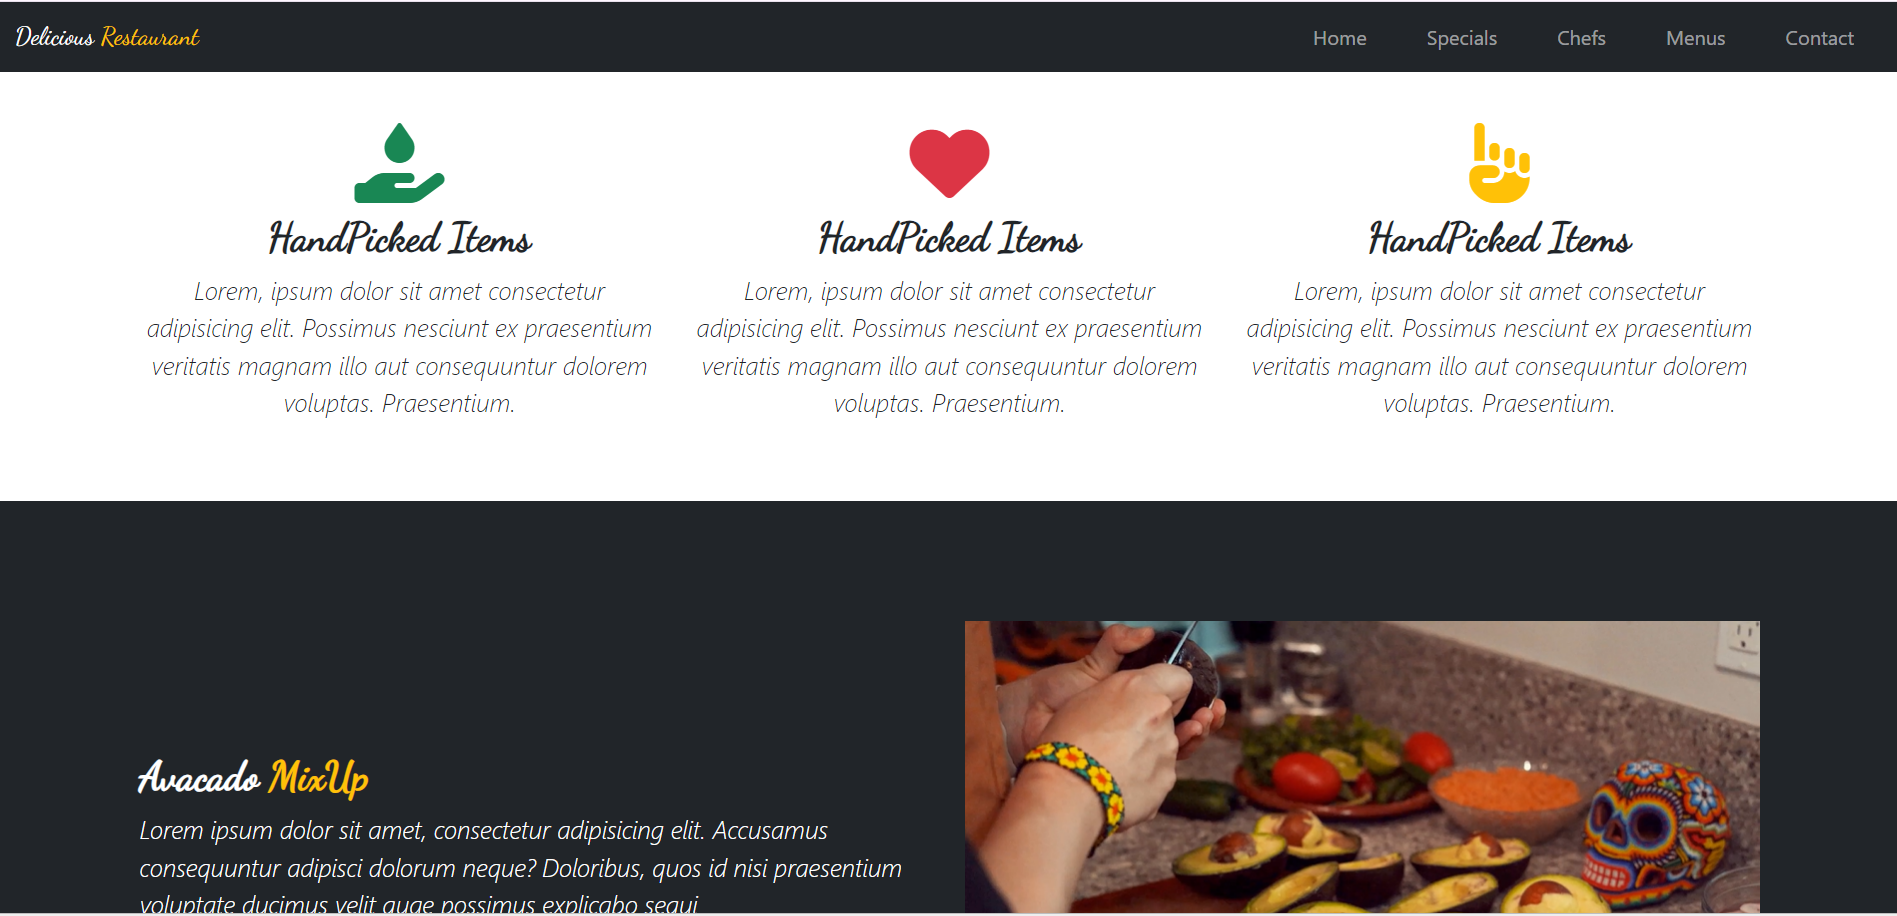 Delicious Restaurant
Home Specials Chefs Menus Contact
HandPicked Items
Lorem, ipsum dolor sit amet consectetur
adipisicing elit. Possimus nesciunt ex praesentium
veritatis magnam illo aut consequuntur dolorem
voluptas. Praesentium.
HandPicked Items
Lorem, ipsum dolor sit amet consectetur
adipisicing elit. Possimus nesciunt ex praesentium
veritatis magnam illo aut consequuntur dolorem
voluptas. Praesentium.
HandPicked Items
Lorem, ipsum dolor sit amet consectetur
adipisicing elit. Possimus nesciunt ex praesentium
veritatis magnam illo aut consequuntur dolorem
voluptas. Praesentium.
Avacado MixUp
Lorem ipsum dolor sit amet, consectetur adipisicing elit. Accusamus
consequuntur adipisci dolorum neque? Doloribus, quos id nisi praesentium
voluptate ducimus velit quae possimus explicabo sequi